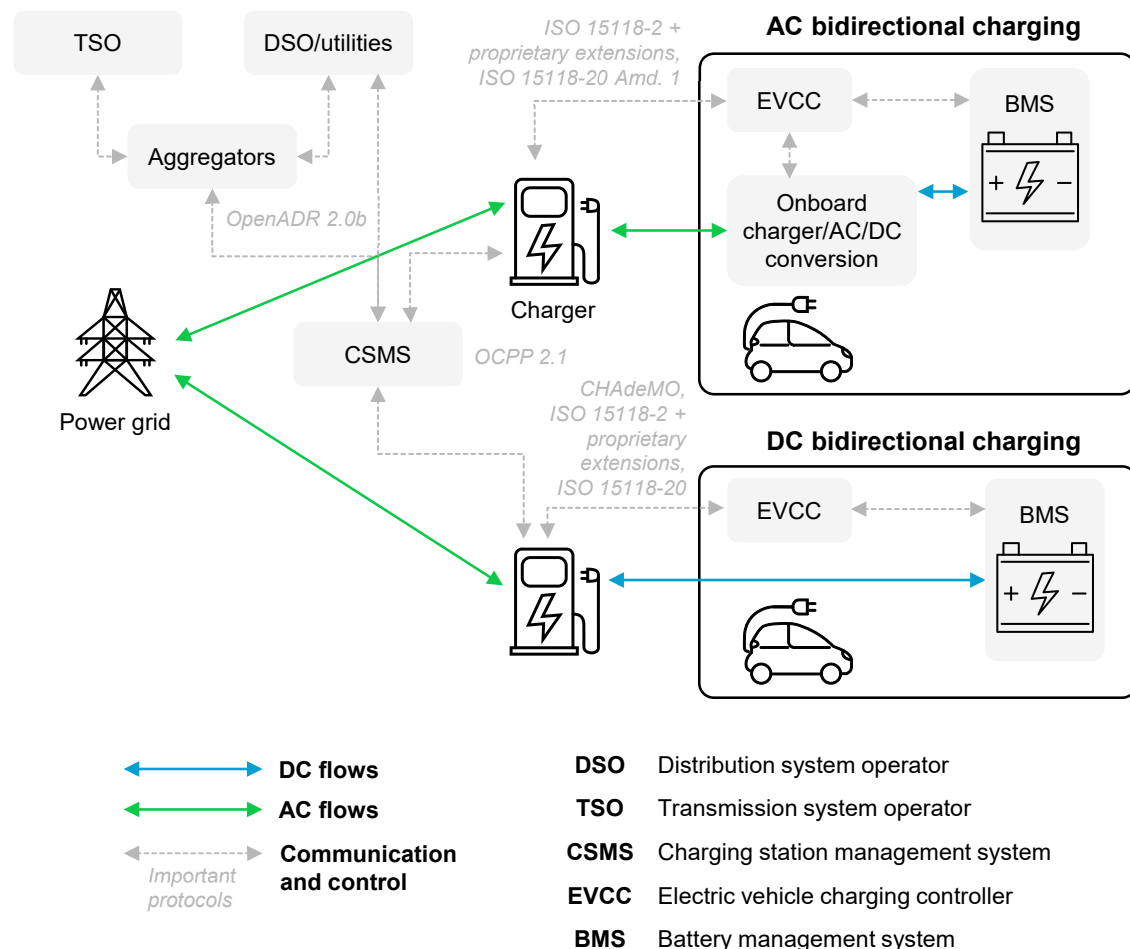 TSO
DSO/utilities
Aggregators
OpenADR 2.0b
ISO 15118-2 +
proprietary extensions,
ISO 15118-20 Amd. 1
AC bidirectional charging
EVCC
BMS
+ −
Onboard
charger/AC/DC
conversion
Charger
Power grid
CSMS
OCPP 2.1
CHAdeMO,
ISO 15118-2 +
proprietary
extensions,
ISO 15118-20
DC bidirectional charging
EVCC
BMS
+ −
DC flows
AC flows
Communication
and control
Important
protocols
DSO Distribution system operator
TSO Transmission system operator
CSMS Charging station management system
EVCC Electric vehicle charging controller
BMS Battery management system